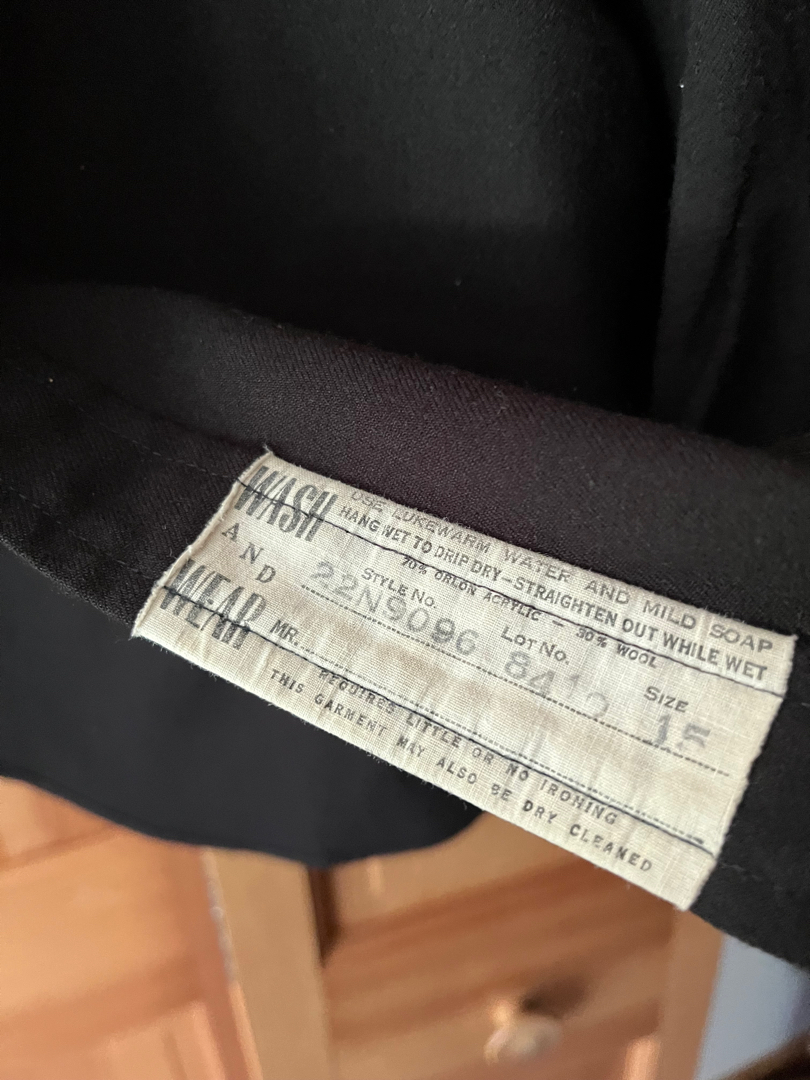 WASH
AND
WEAR
USE LUKEWARM WATER AND MILD SOAP
HANG WET TO DRIP DRY—STRAIGHTEN OUT WHILE WET
70% ORLON ACRYLIC — 30% WOOL
STYLE NO. LOT NO. SIZE
22N9096 15
MR.
REQUIRES LITTLE OR NO IRONING
THIS GARMENT MAY ALSO BE DRY CLEANED